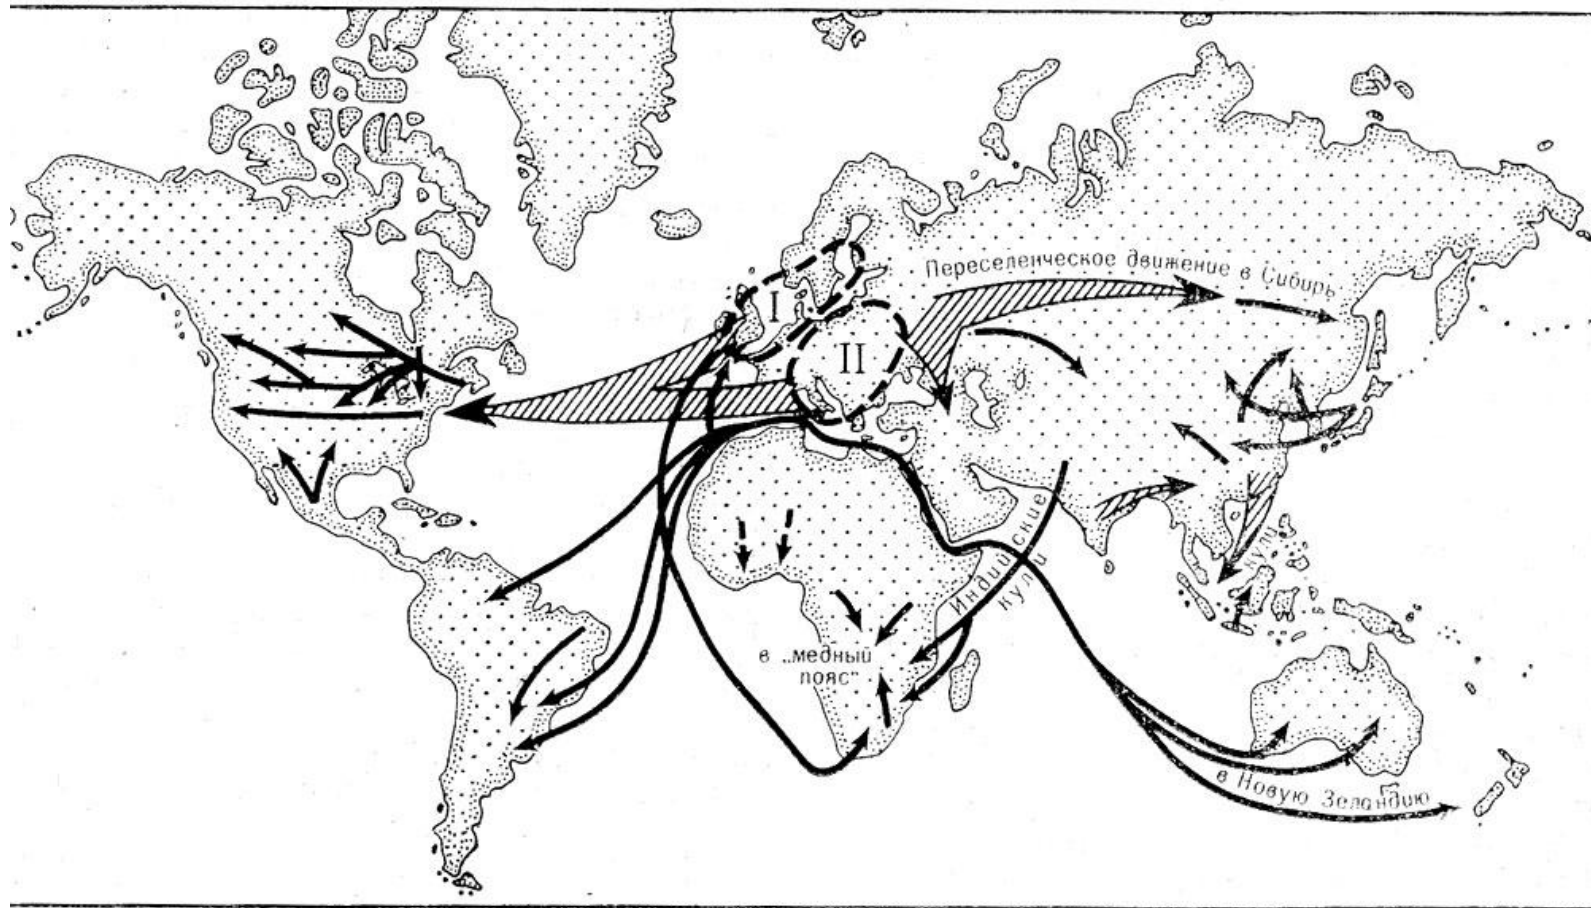 Переселенческое движение в Сибирь
I
II
Индийские
кули
кули
в „медный
пояс"
в Новую Зеландию